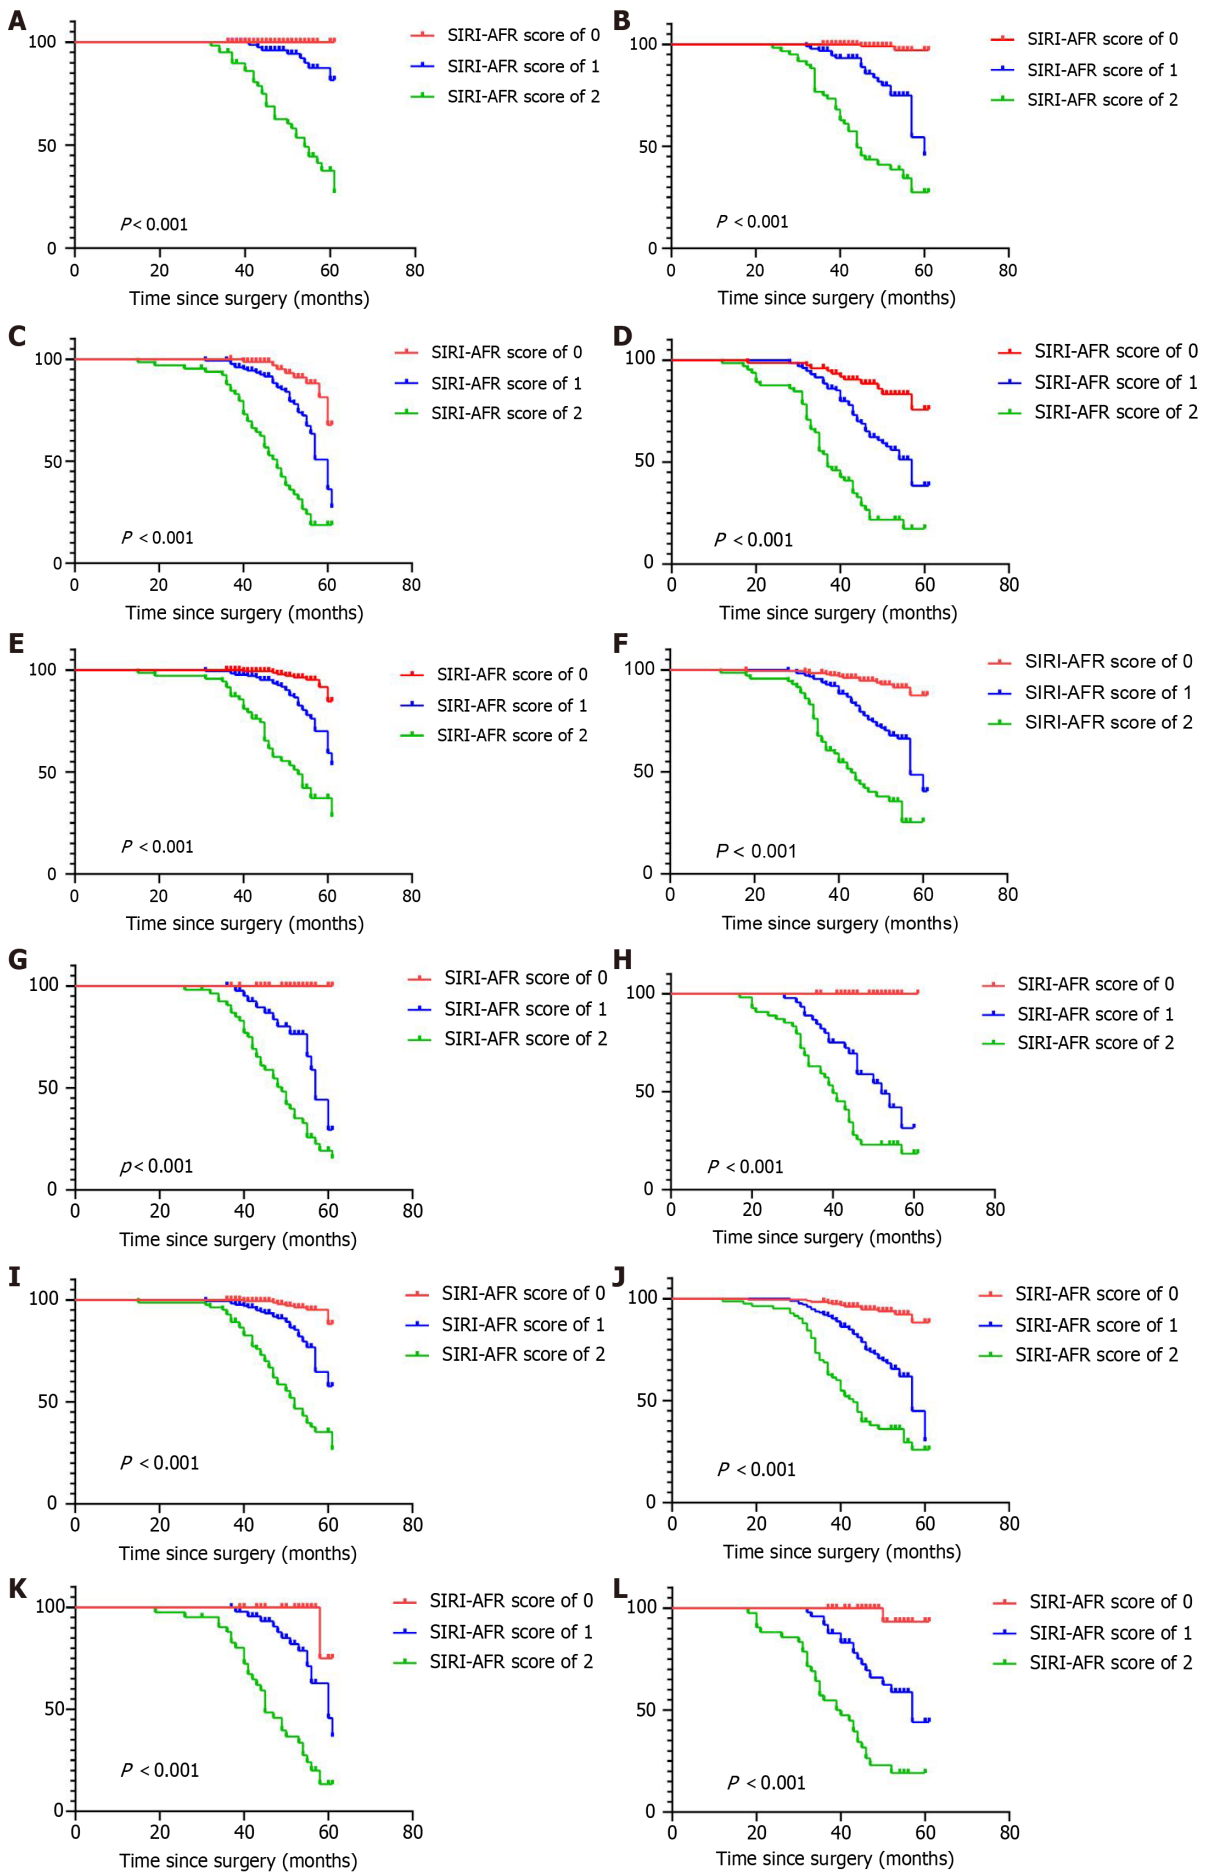 A
100
50
0
0 20 40 60 80
Time since surgery (months)
P < 0.001
SIRI-AFR score of 0
SIRI-AFR score of 1
SIRI-AFR score of 2
B
100
50
0
0 20 40 60 80
Time since surgery (months)
P < 0.001
SIRI-AFR score of 0
SIRI-AFR score of 1
SIRI-AFR score of 2
C
100
50
0
0 20 40 60 80
Time since surgery (months)
P < 0.001
SIRI-AFR score of 0
SIRI-AFR score of 1
SIRI-AFR score of 2
D
100
50
0
0 20 40 60 80
Time since surgery (months)
P < 0.001
SIRI-AFR score of 0
SIRI-AFR score of 1
SIRI-AFR score of 2
E
100
50
0
0 20 40 60 80
Time since surgery (months)
P < 0.001
SIRI-AFR score of 0
SIRI-AFR score of 1
SIRI-AFR score of 2
F
100
50
0
0 20 40 60 80
Time since surgery (months)
P < 0.001
SIRI-AFR score of 0
SIRI-AFR score of 1
SIRI-AFR score of 2
G
100
50
0
0 20 40 60 80
Time since surgery (months)
p < 0.001
SIRI-AFR score of 0
SIRI-AFR score of 1
SIRI-AFR score of 2
H
100
50
0
0 20 40 60 80
Time since surgery (months)
P < 0.001
SIRI-AFR score of 0
SIRI-AFR score of 1
SIRI-AFR score of 2
I
100
50
0
0 20 40 60 80
Time since surgery (months)
P < 0.001
SIRI-AFR score of 0
SIRI-AFR score of 1
SIRI-AFR score of 2
J
100
50
0
0 20 40 60 80
Time since surgery (months)
P < 0.001
SIRI-AFR score of 0
SIRI-AFR score of 1
SIRI-AFR score of 2
K
100
50
0
0 20 40 60 80
Time since surgery (months)
P < 0.001
SIRI-AFR score of 0
SIRI-AFR score of 1
SIRI-AFR score of 2
L
100
50
0
0 20 40 60 80
Time since surgery (months)
P < 0.001
SIRI-AFR score of 0
SIRI-AFR score of 1
SIRI-AFR score of 2